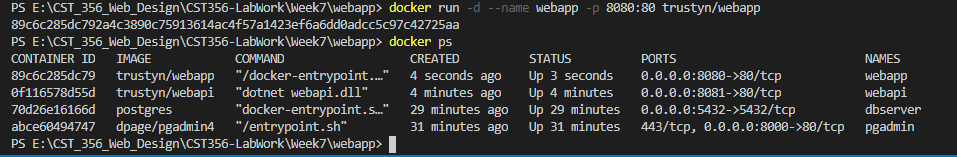 PS E:\CST_356_Web_Design\CST356-LabWork\Week7\webapp> docker run -d --name webapp -p 8080:80 trustyn/webapp
89c6c285dc792a4c3890c75913614ac4f57a1423ef6a6dd0adcc5c97c42725aa
PS E:\CST_356_Web_Design\CST356-LabWork\Week7\webapp> docker ps
CONTAINER ID IMAGE COMMAND CREATED STATUS PORTS NAMES
89c6c285dc79 trustyn/webapp "/docker-entrypoint.…" 4 seconds ago Up 3 seconds 0.0.0.0:8080->80/tcp webapp
0f116578d55d trustyn/webapi "dotnet webapi.dll" 4 minutes ago Up 4 minutes 0.0.0.0:8081->80/tcp webapi
70d26e16166d postgres "docker-entrypoint.s…" 29 minutes ago Up 29 minutes 0.0.0.0:5432->5432/tcp dbserver
abce60494747 dpage/pgadmin4 "/entrypoint.sh" 31 minutes ago Up 31 minutes 443/tcp, 0.0.0.0:8000->80/tcp pgadmin
PS E:\CST_356_Web_Design\CST356-LabWork\Week7\webapp>